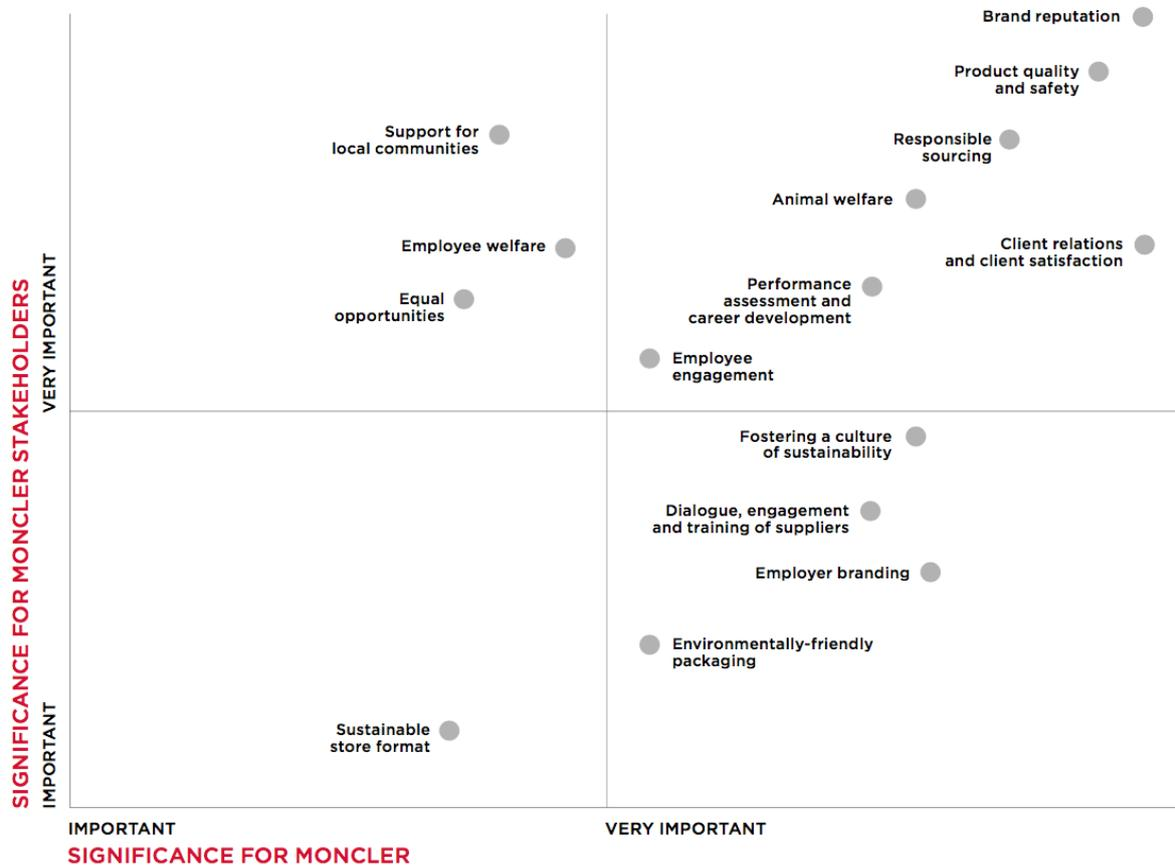 Brand reputation
Product quality
and safety
Support for
local communities
Responsible
sourcing
Animal welfare
Employee welfare
Client relations
and client satisfaction
Equal
opportunities
Performance
assessment and
career development
Employee
engagement
Fostering a culture
of sustainability
Dialogue, engagement
and training of suppliers
Employer branding
Environmentally-friendly
packaging
Sustainable
store format
SIGNIFICANCE FOR MONCLER STAKEHOLDERS
VERY IMPORTANT
IMPORTANT
IMPORTANT
VERY IMPORTANT
SIGNIFICANCE FOR MONCLER